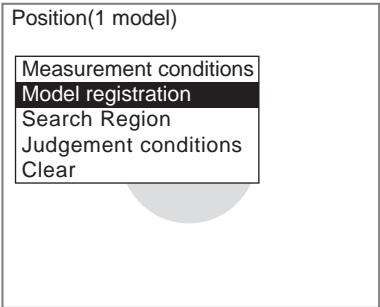 Position(1 model)
Measurement conditions
Model registration
Search Region
Judgement conditions
Clear